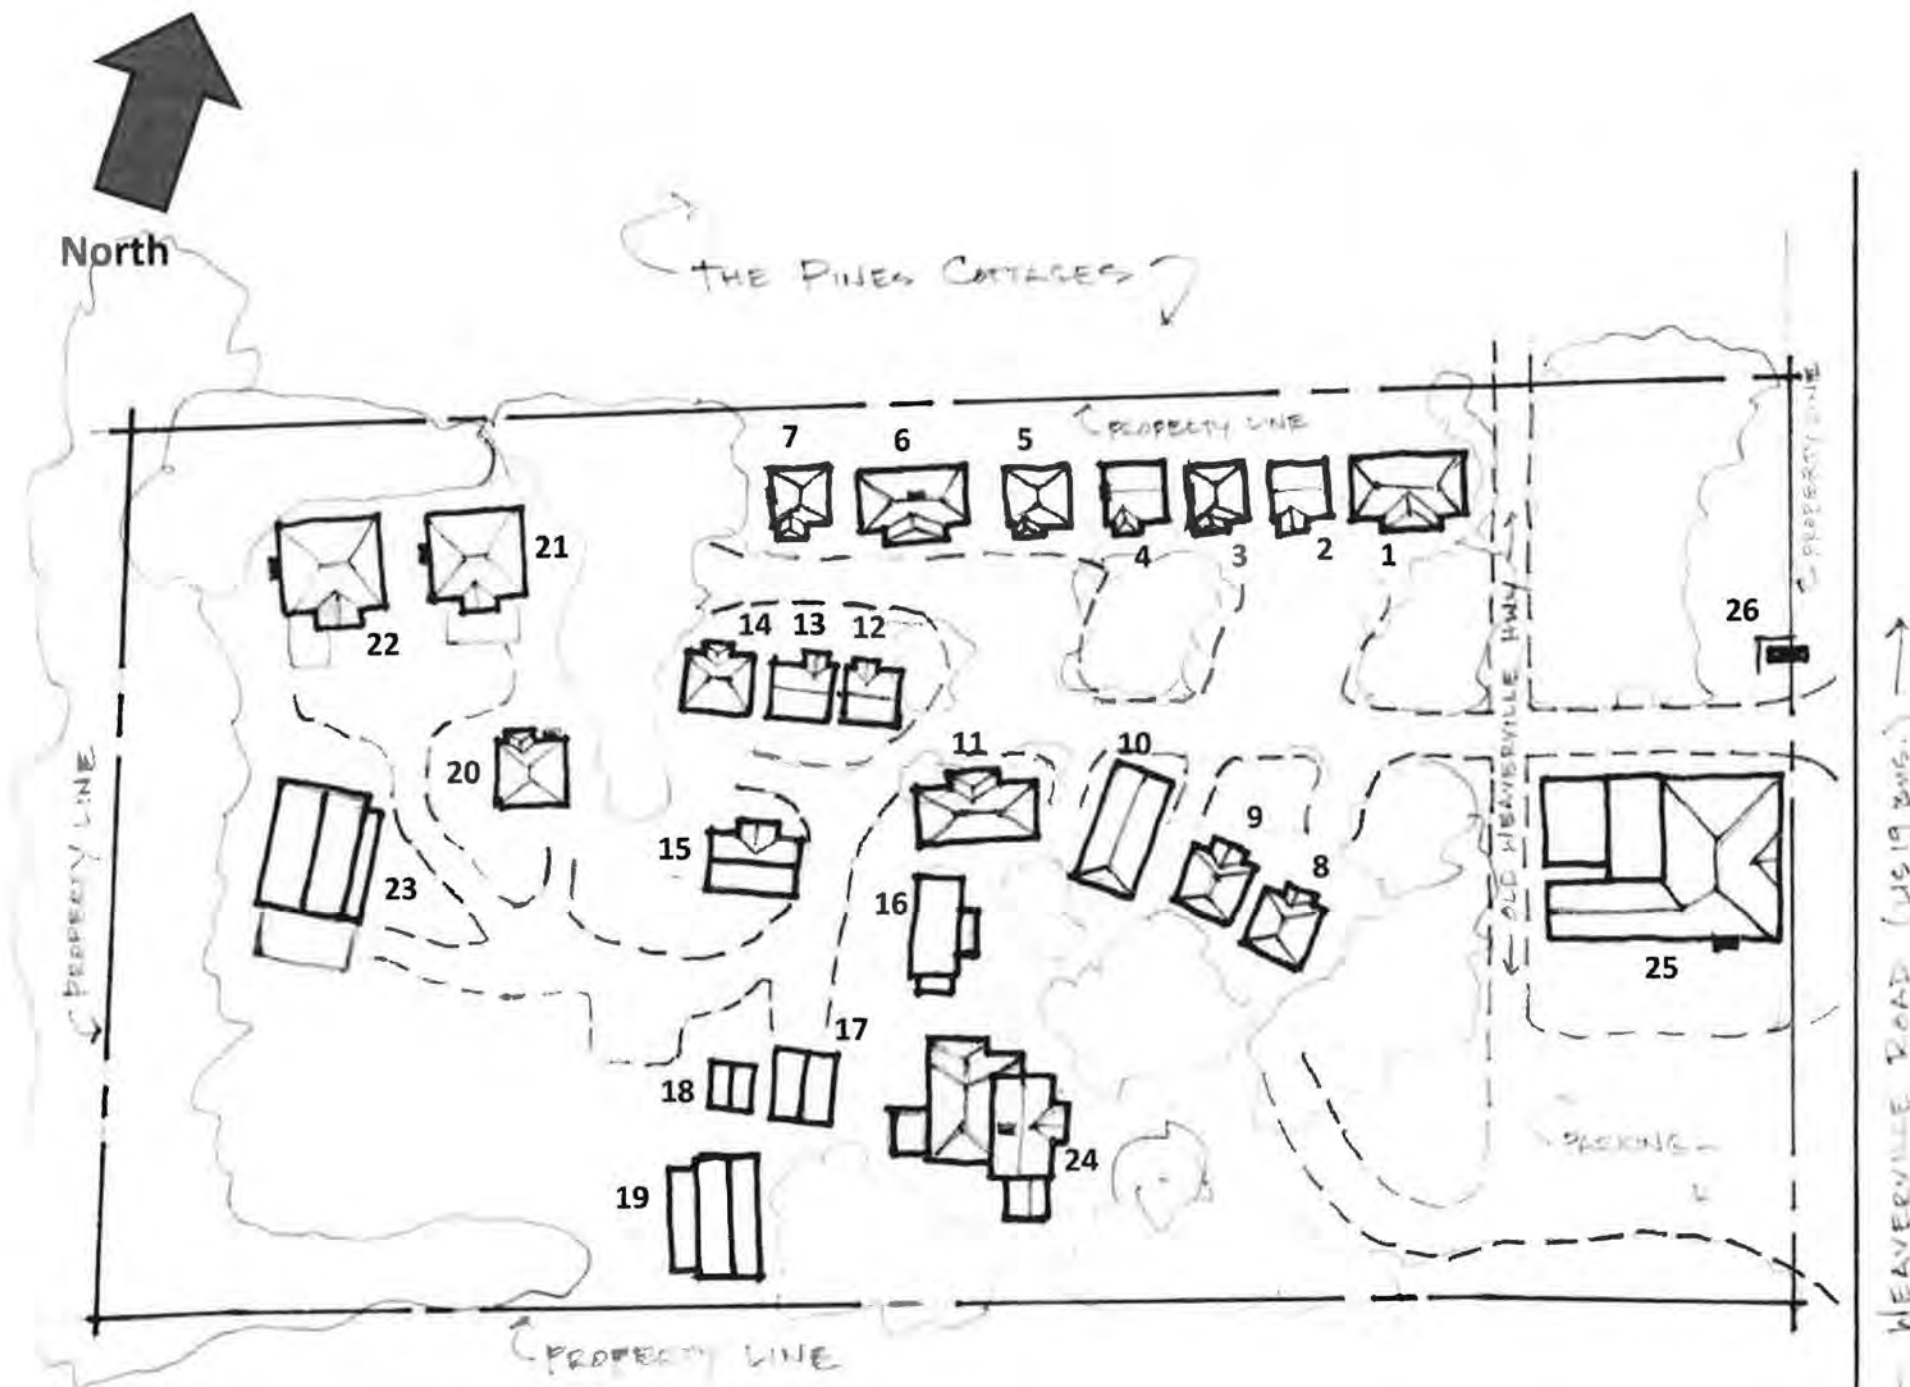 North
THE PINES COTTAGES
PROPERTY LINE
PROPERTY LINE
7
6
5
4
3
2
1
21
22
14
13
12
26
OLD WEAVERVILLE HWY
20
11
10
9
8
15
23
16
25
PROPERTY LINE
17
18
24
19
PARKING
WEAVERVILLE ROAD (US 19 BUS.)
PROPERTY LINE